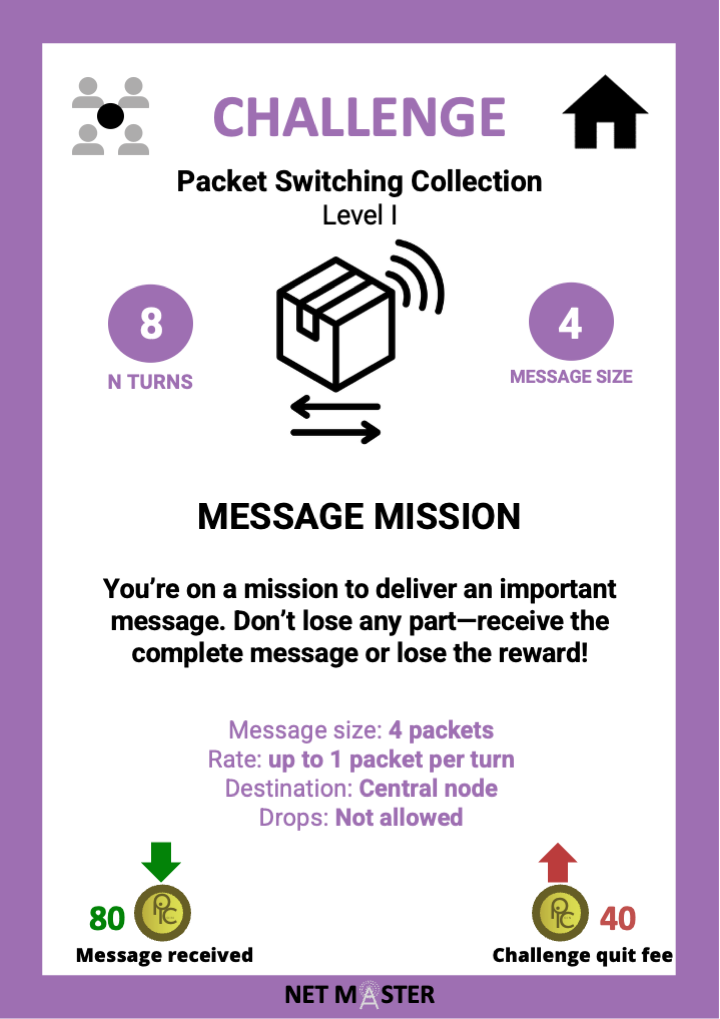 CHALLENGE
Packet Switching Collection
Level I
8
N TURNS
4
MESSAGE SIZE
MESSAGE MISSION
You’re on a mission to deliver an important
message. Don’t lose any part—receive the
complete message or lose the reward!
Message size: 4 packets
Rate: up to 1 packet per turn
Destination: Central node
Drops: Not allowed
80
Message received
40
Challenge quit fee
NET MASTER